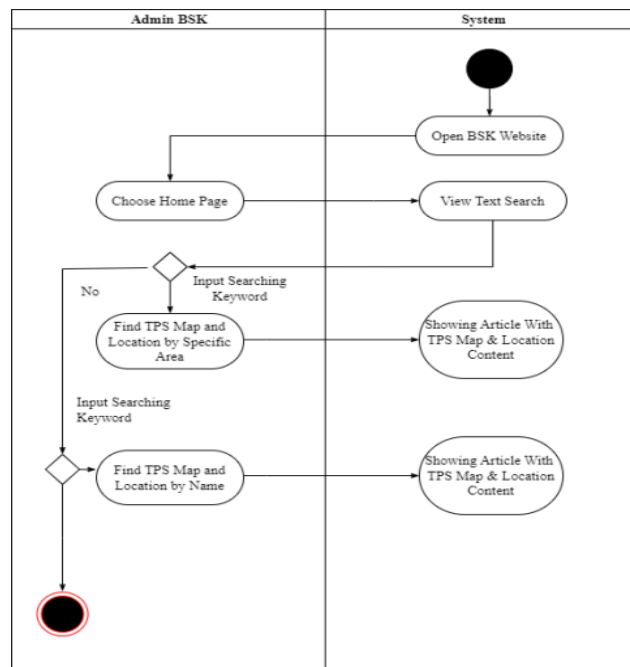 Admin BSK
System
Open BSK Website
Choose Home Page
View Text Search
No
Input Searching
Keyword
Find TPS Map and
Location by Specific
Area
Showing Article With
TPS Map & Location
Content
Input Searching
Keyword
Find TPS Map and
Location by Name
Showing Article With
TPS Map & Location
Content